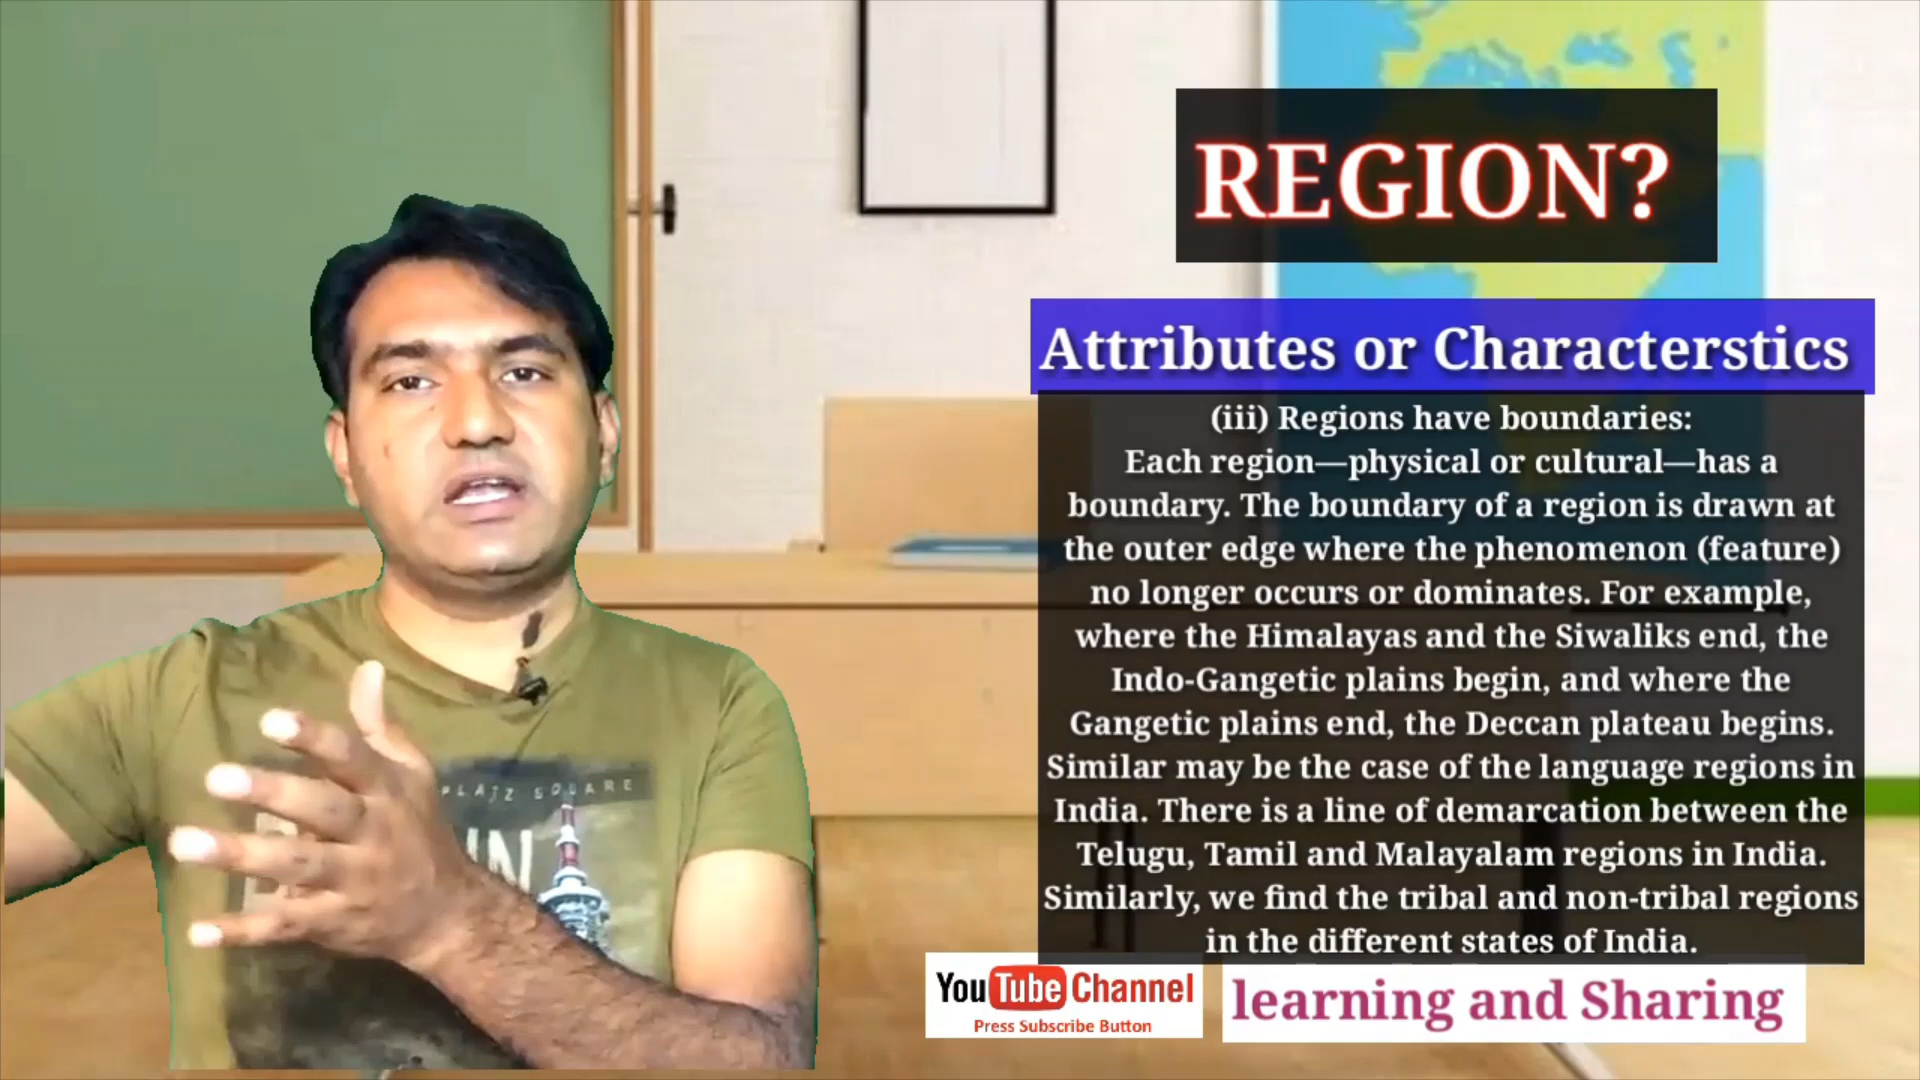 REGION?
Attributes or Characterstics
(iii) Regions have boundaries:
Each region—physical or cultural—has a
boundary. The boundary of a region is drawn at
the outer edge where the phenomenon (feature)
no longer occurs or dominates. For example,
where the Himalayas and the Siwaliks end, the
Indo-Gangetic plains begin, and where the
Gangetic plains end, the Deccan plateau begins.
Similar may be the case of the language regions in
India. There is a line of demarcation between the
Telugu, Tamil and Malayalam regions in India.
Similarly, we find the tribal and non-tribal regions
in the different states of India.
YouTube Channel
Press Subscribe Button
learning and Sharing
PLATZ SQUARE